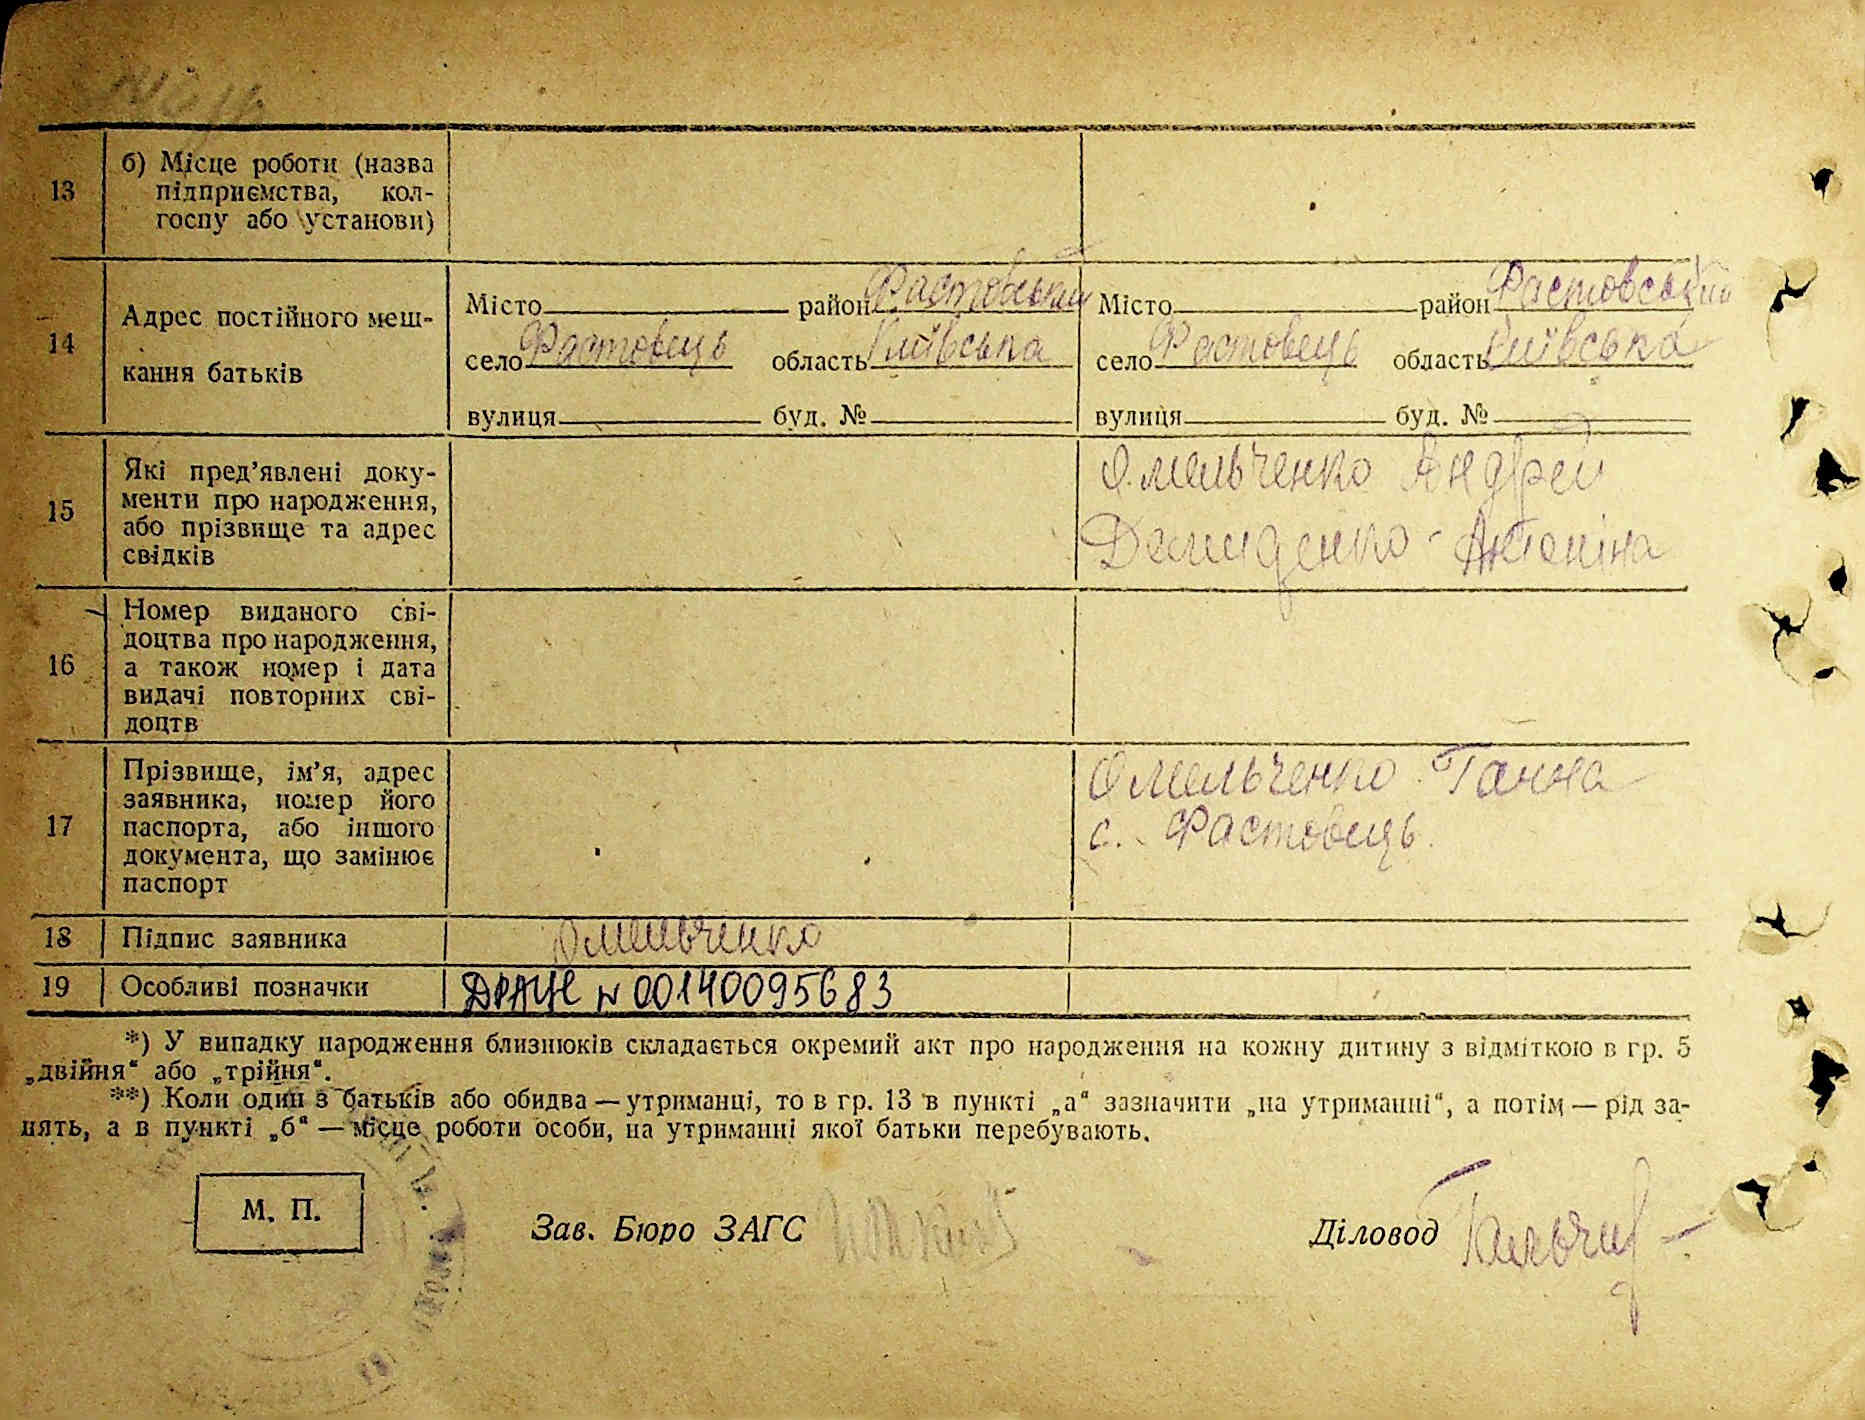 13
б) Місце роботи (назва
підприємства, кол-
госпу або установи)
14
Адрес постійного меш-
кання батьків
Місто район Фастовський
село Фастовець область Київська
вулиця буд. №
Місто район Фастовський
село Фастовець область Київська
вулиця буд. №
15
Які пред’явлені доку-
менти про народження,
або прізвище та адрес
свідків
Омельченко Андрей
Демиденко - Антоніна
16
Номер виданого сві-
доцтва про народження,
а також номер і дата
видачі повторних сві-
доцтв
17
Прізвище, ім’я, адрес
заявника, номер його
паспорта, або іншого
документа, що замінює
паспорт
Омельченко Ганна
с. Фастовець.
18 Підпис заявника Омельченко
19 Особливі позначки ДРАЦС N 00140095683
*) У випадку народження близнюків складається окремий акт про народження на кожну дитину з відміткою в гр. 5
„двійня“ або „трійня“.
**) Коли один з батьків або обидва — утриманці, то в гр. 13 в пункті „а“ зазначити „на утриманні“, а потім — рід за-
нять, а в пункті „б“ — місце роботи особи, на утриманні якої батьки перебувають.
М. П.
Зав. Бюро ЗАГС
Діловод